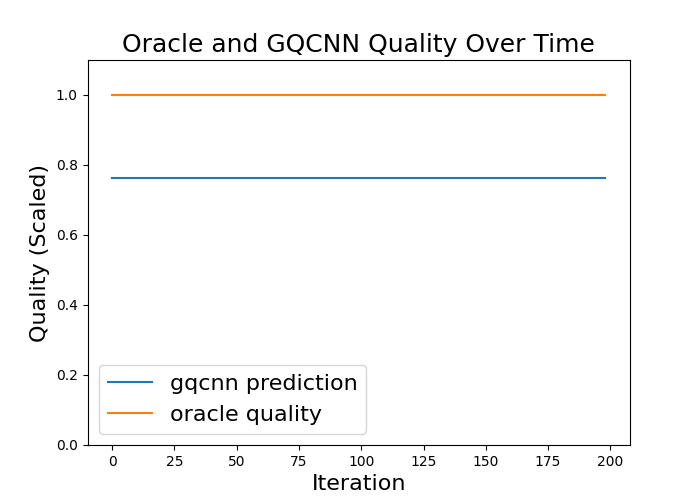 Oracle and GQCNN Quality Over Time
Quality (Scaled)
1.0
0.8
0.6
0.4
0.2
0.0
gqcnn prediction
oracle quality
0 25 50 75 100 125 150 175 200
Iteration